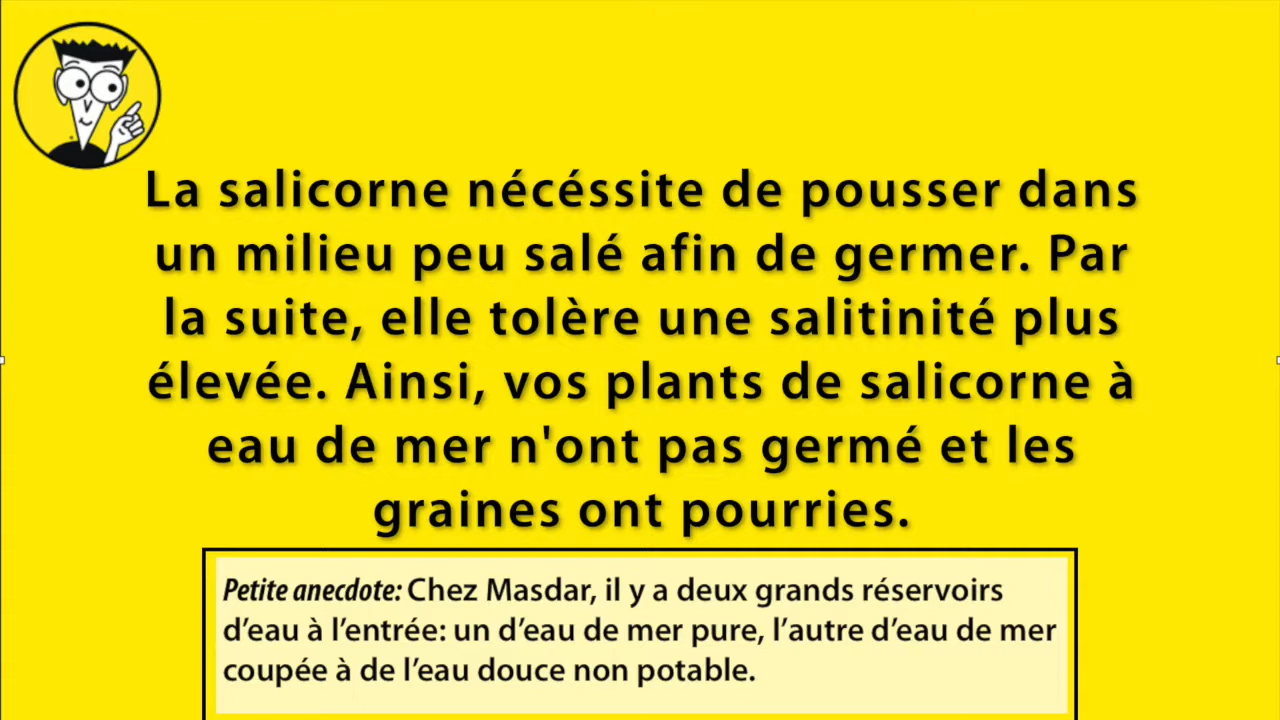 La salicorne nécéssite de pousser dans
un milieu peu salé afin de germer. Par
la suite, elle tolère une salitinité plus
élevée. Ainsi, vos plants de salicorne à
eau de mer n'ont pas germé et les
graines ont pourries.
Petite anecdote: Chez Masdar, il y a deux grands réservoirs
d’eau à l’entrée: un d’eau de mer pure, l’autre d’eau de mer
coupée à de l’eau douce non potable.